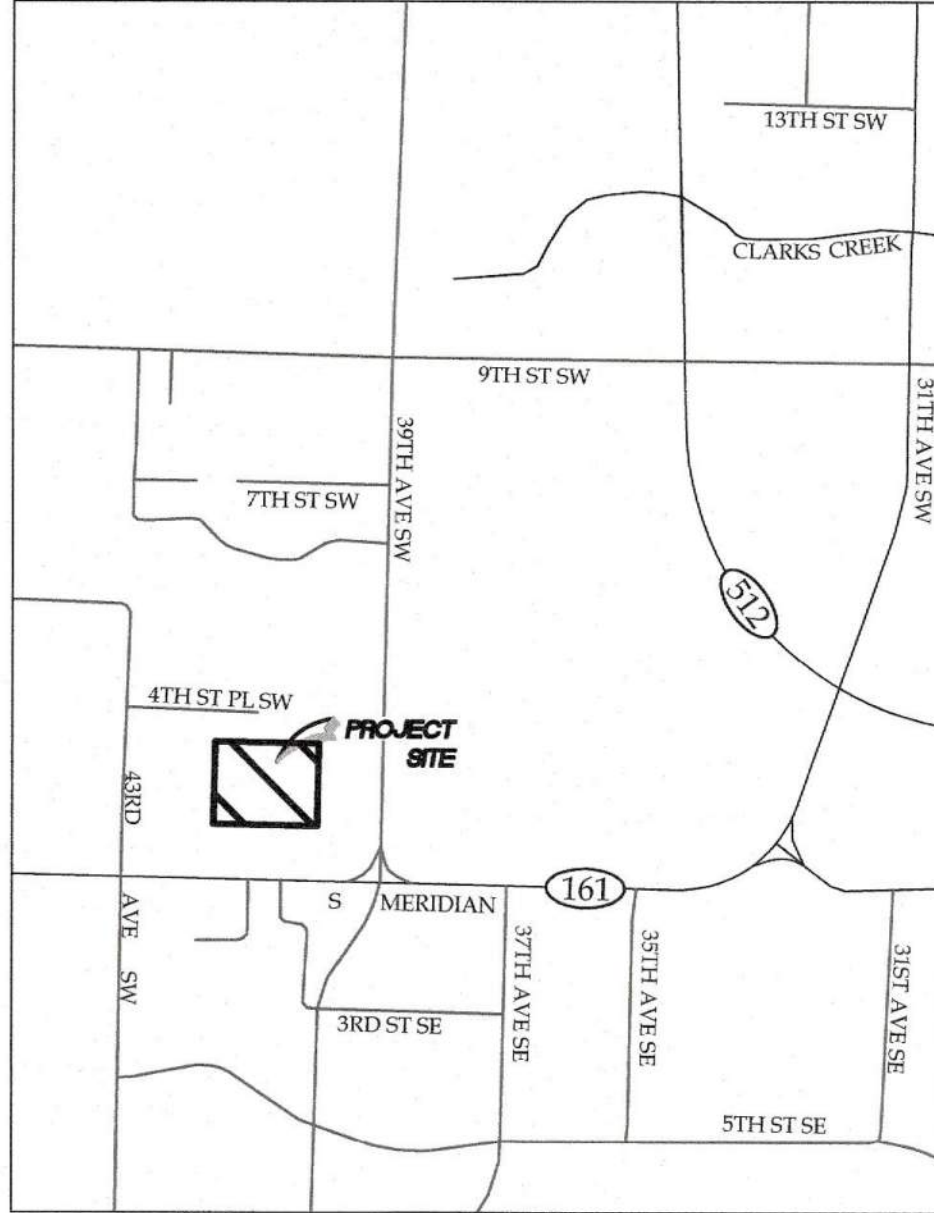 13TH ST SW
CLARKS CREEK
9TH ST SW
31TH AVE SW
39TH AVE SW
7TH ST SW
512
4TH ST PL SW
PROJECT
SITE
43RD
AVE SW
161
S MERIDIAN
37TH AVE SE
35TH AVE SE
31ST AVE SE
3RD ST SE
5TH ST SE